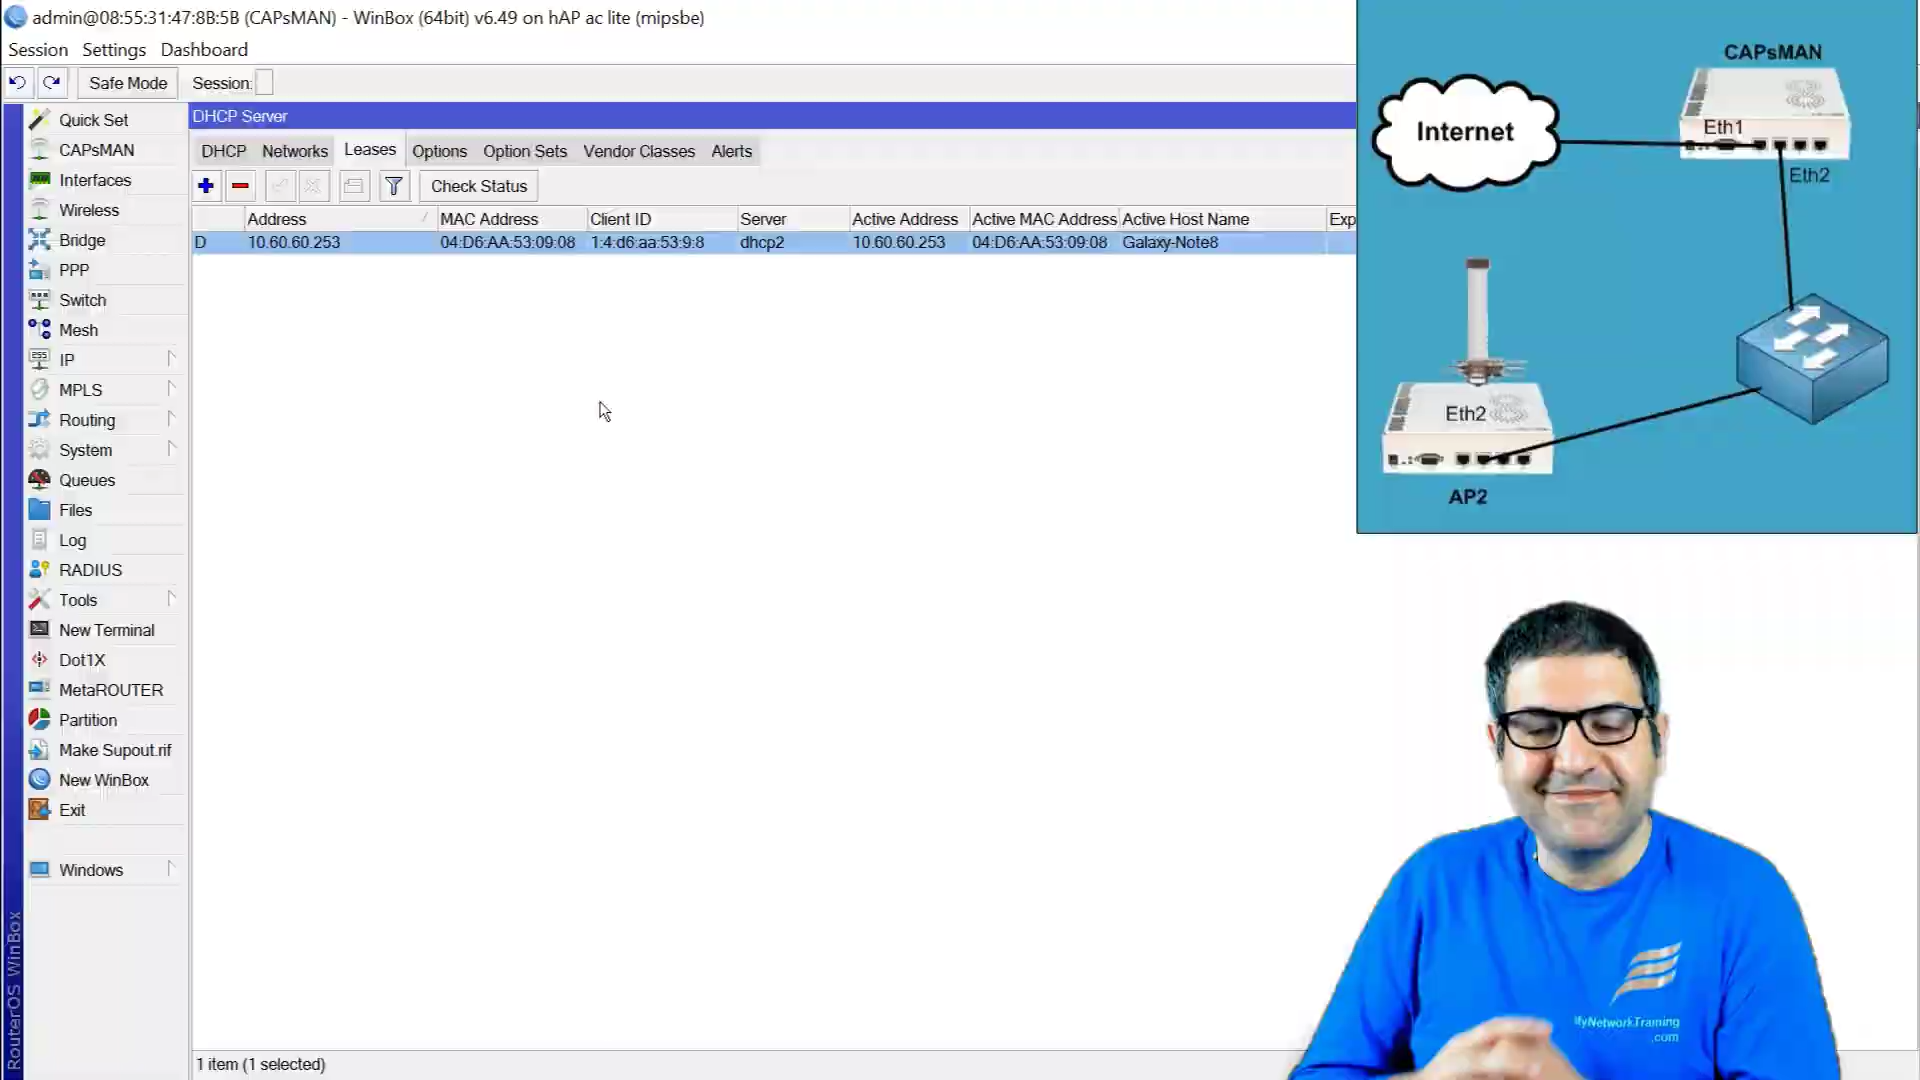 admin@08:55:31:47:8B:5B (CAPsMAN) - WinBox (64bit) v6.49 on hAP ac lite (mipsbe)
Session Settings Dashboard
Safe Mode Session:
Quick Set
CAPsMAN
Interfaces
Wireless
Bridge
PPP
Switch
Mesh
IP
MPLS
Routing
System
Queues
Files
Log
RADIUS
Tools
New Terminal
Dot1X
MetaROUTER
Partition
Make Supout.rif
New WinBox
Exit
Windows
RouterOS WinBox
DHCP Server
DHCP Networks Leases Options Option Sets Vendor Classes Alerts
Check Status
Address MAC Address Client ID Server Active Address Active MAC Address Active Host Name Exp
D 10.60.60.253 04:D6:AA:53:09:08 1:4:d6:aa:53:9:8 dhcp2 10.60.60.253 04:D6:AA:53:09:08 Galaxy-Note8
1 item (1 selected)
CAPsMAN
Internet
Eth1
Eth2
Eth2
AP2
MyNetworkTraining
.com